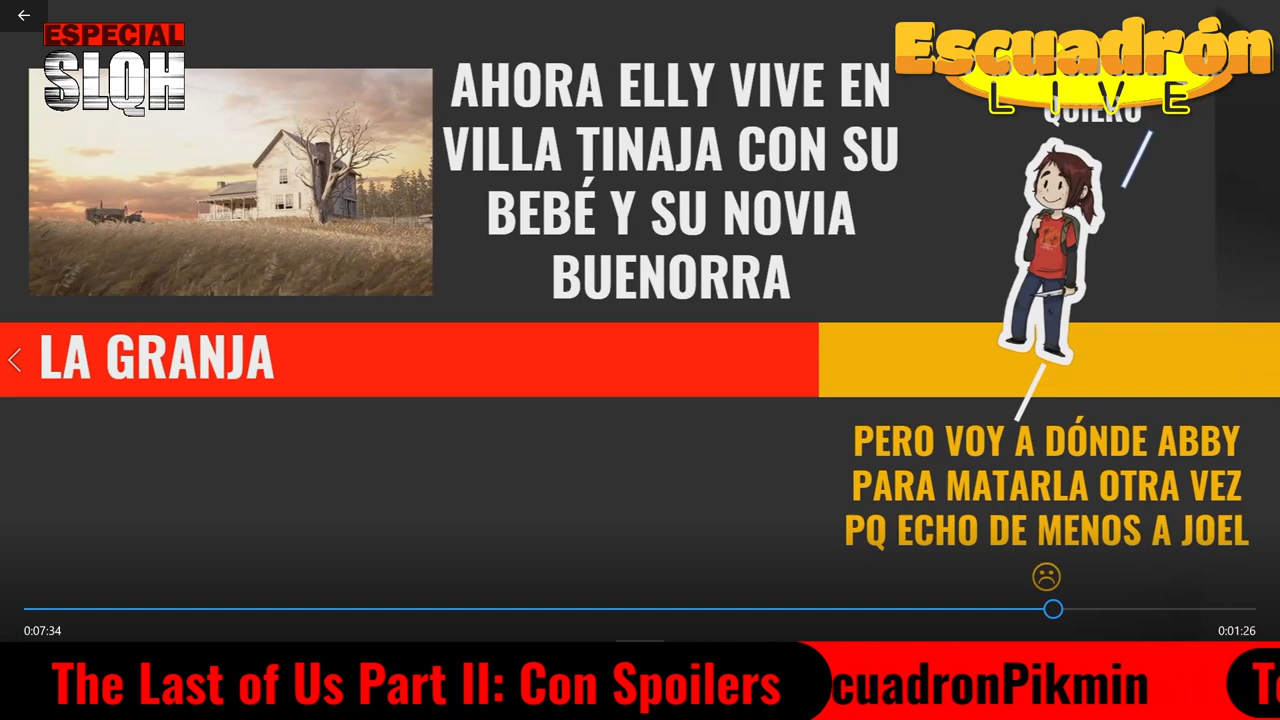 ESPECIAL
SLQH
Escuadrón
LIVE
AHORA ELLY VIVE EN
VILLA TINAJA CON SU
BEBÉ Y SU NOVIA
BUENORRA
QUIERO
LA GRANJA
PERO VOY A DÓNDE ABBY
PARA MATARLA OTRA VEZ
PQ ECHO DE MENOS A JOEL
0:07:34
0:01:26
The Last of Us Part II: Con Spoilers
cuadronPikmin